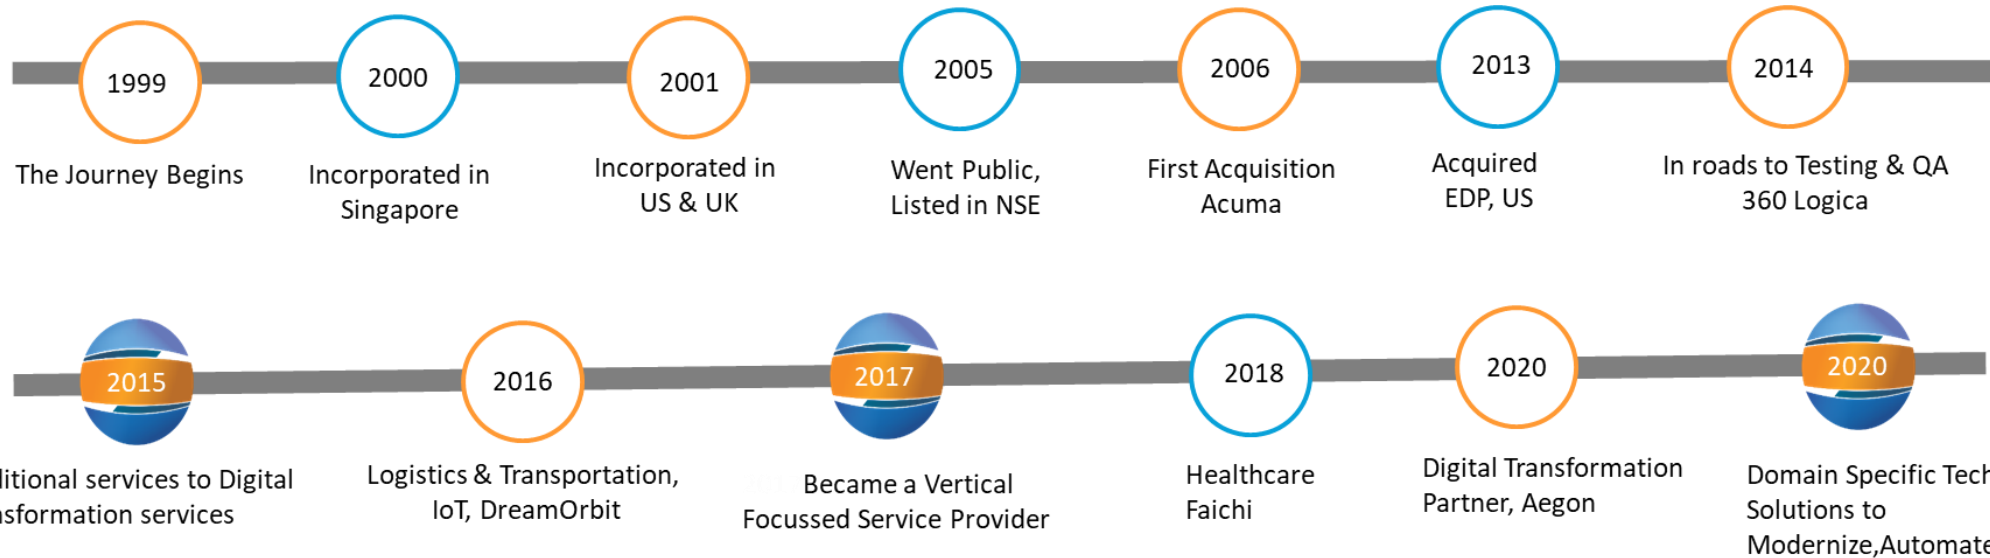 1999
2000
2001
2005
2006
2013
2014
The Journey Begins
Incorporated in
Singapore
Incorporated in
US & UK
Went Public,
Listed in NSE
First Acquisition
Acuma
Acquired
EDP, US
In roads to Testing & QA
360 Logica
2015
2016
2017
2018
2020
2020
services to Digital
services
Logistics & Transportation,
IoT, DreamOrbit
Became a Vertical
Focussed Service Provider
Healthcare
Faichi
Digital Transformation
Partner, Aegon
Domain Specific Tech
Solutions to
Modernize,Automate